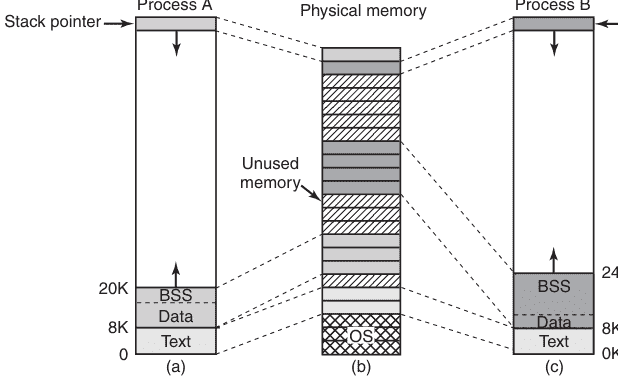 Process A
Physical memory
Process B
Stack pointer
Unused
memory
20K
BSS
Data
8K
Text
0
OS
24
BSS
Data
8K
Text
0K
(a)
(b)
(c)